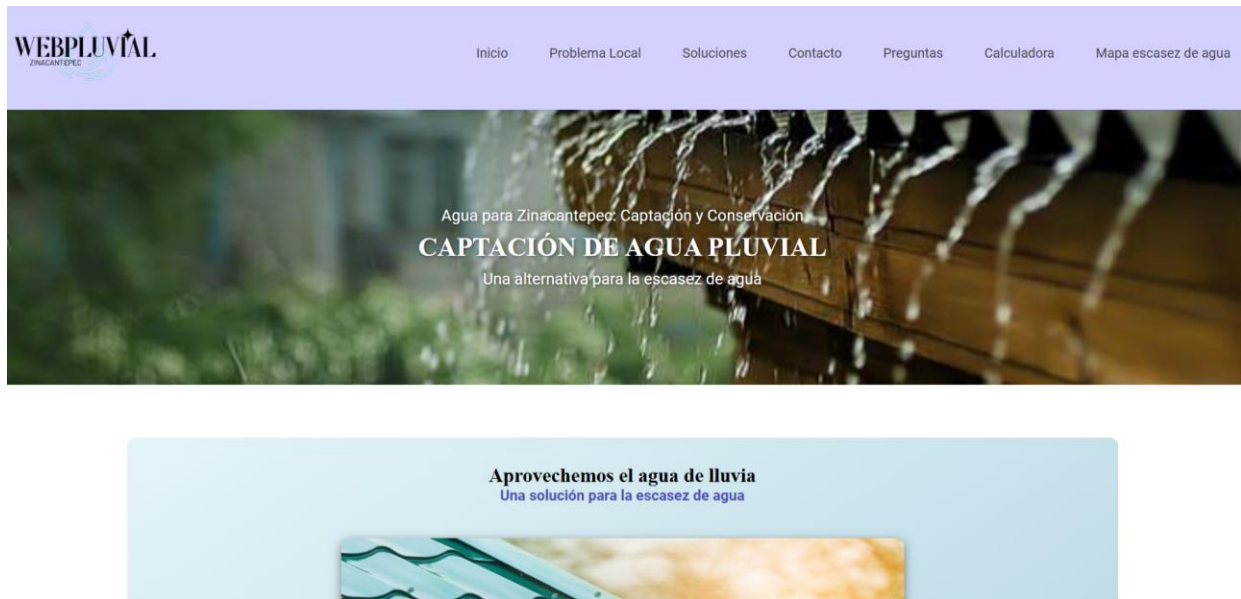 WEBPLUVIAL
ZINACANTEPEC
Inicio Problema Local Soluciones Contacto Preguntas Calculadora Mapa escasez de agua
Agua para Zinacantepec: Captación y Conservación
CAPTACIÓN DE AGUA PLUVIAL
Una alternativa para la escasez de agua
Aprovechemos el agua de lluvia
Una solución para la escasez de agua